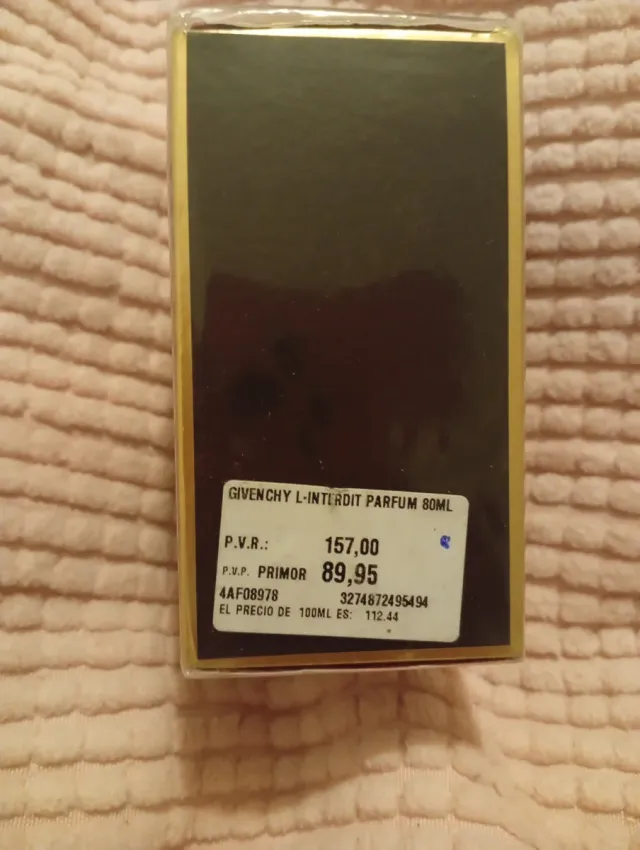 GIVENCHY L-INTERDIT PARFUM 80ML
P.V.R.: 157,00
P.V.P. PRIMOR 89,95
4AF08978 3274872495494
EL PRECIO DE 100ML ES: 112.44